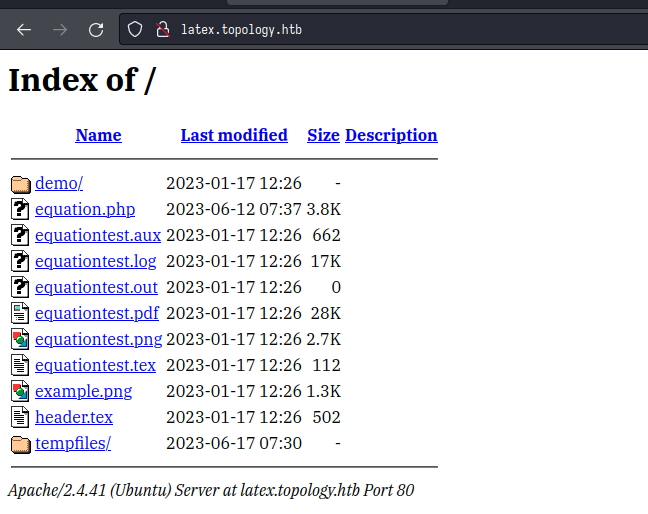 latex.topology.htb
Index of /
Name Last modified Size Description
demo/ 2023-01-17 12:26 -
equation.php 2023-06-12 07:37 3.8K
equationtest.aux 2023-01-17 12:26 662
equationtest.log 2023-01-17 12:26 17K
equationtest.out 2023-01-17 12:26 0
equationtest.pdf 2023-01-17 12:26 28K
equationtest.png 2023-01-17 12:26 2.7K
equationtest.tex 2023-01-17 12:26 112
example.png 2023-01-17 12:26 1.3K
header.tex 2023-01-17 12:26 502
tempfiles/ 2023-06-17 07:30 -
Apache/2.4.41 (Ubuntu) Server at latex.topology.htb Port 80